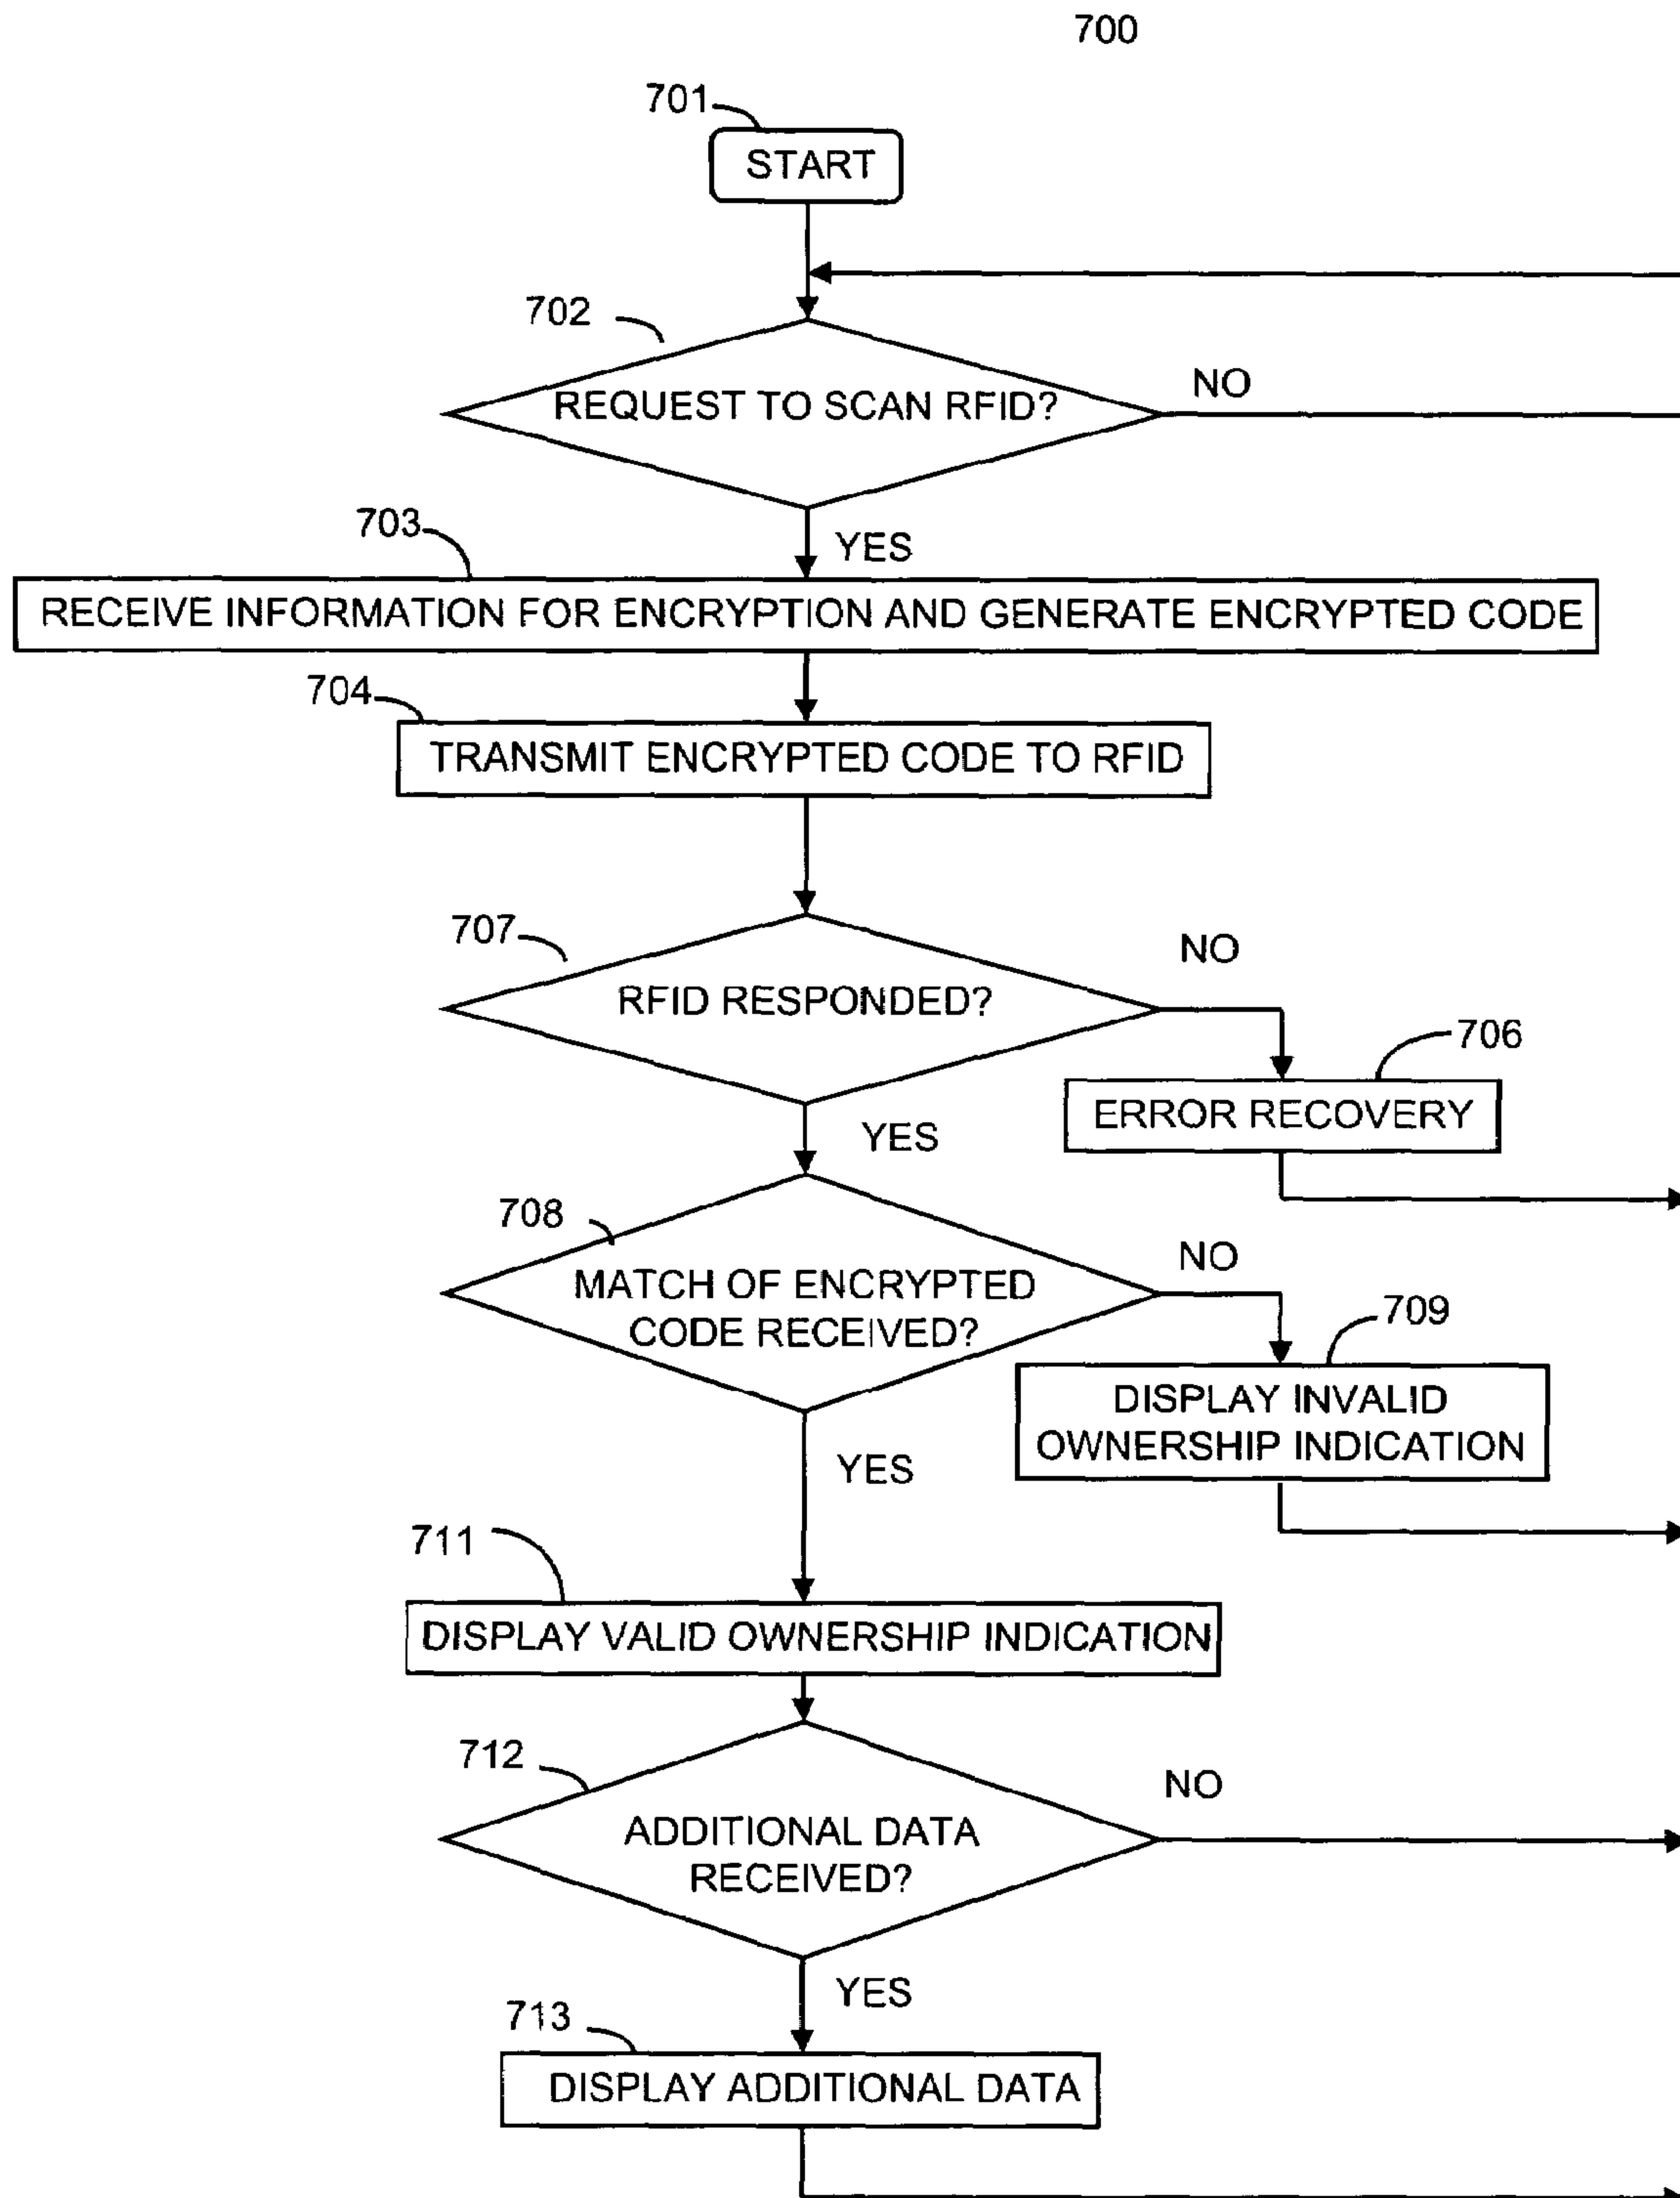 700
701
START
702
REQUEST TO SCAN RFID?
NO
703
YES
RECEIVE INFORMATION FOR ENCRYPTION AND GENERATE ENCRYPTED CODE
704
TRANSMIT ENCRYPTED CODE TO RFID
707
NO
RFID RESPONDED?
706
ERROR RECOVERY
YES
708
NO
MATCH OF ENCRYPTED
CODE RECEIVED?
709
DISPLAY INVALID
OWNERSHIP INDICATION
YES
711
DISPLAY VALID OWNERSHIP INDICATION
712
NO
ADDITIONAL DATA
RECEIVED?
YES
713
DISPLAY ADDITIONAL DATA